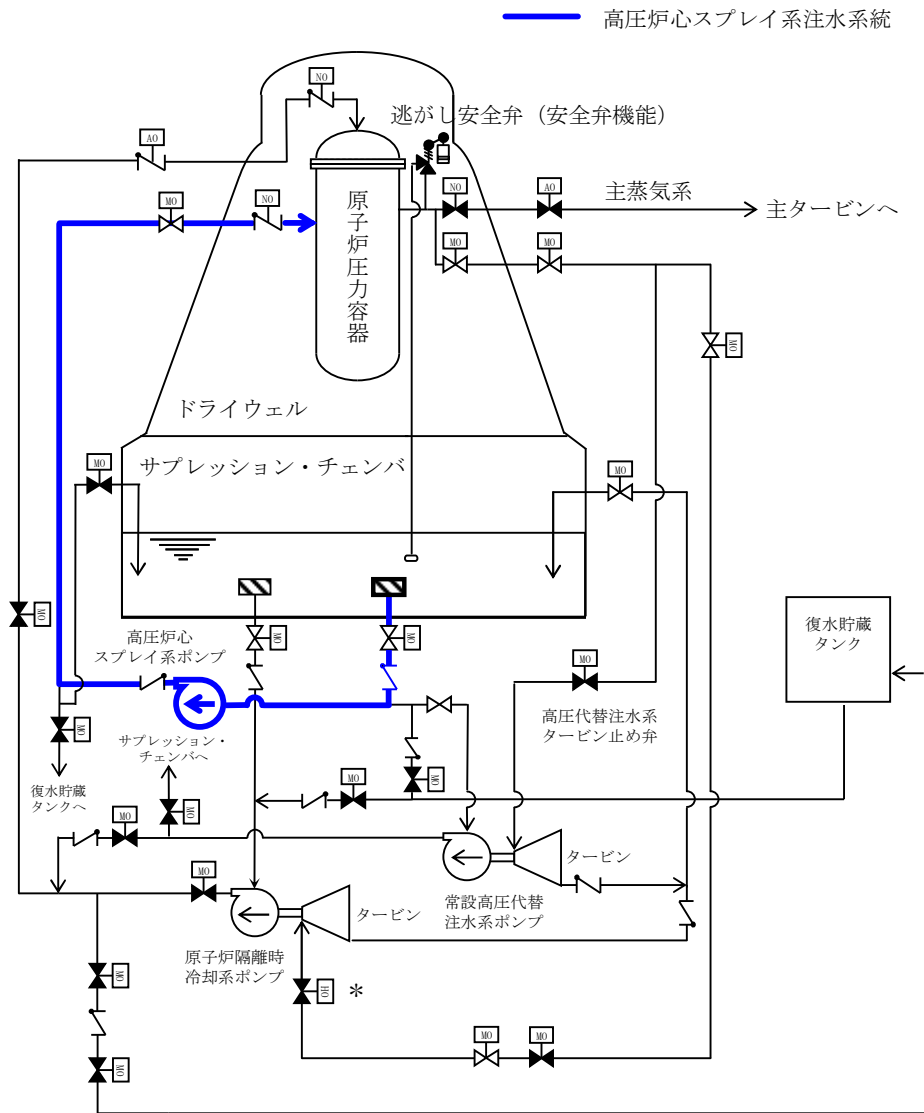 高圧炉心スプレイ系注水系統
NO
逃がし安全弁（安全弁機能）
AO
MO
NO
NO
AO
主蒸気系
主タービンへ
MO
MO
原子炉圧力容器
MO
ドライウェル
サプレッション・チェンバ
MO
MO
MO
高圧炉心
スプレイ系ポンプ
MO
MO
復水貯蔵
タンク
MO
高圧代替注水系
タービン止め弁
MO
サプレッション・
チェンバへ
復水貯蔵
タンクへ
MO
MO
MO
MO
タービン
常設高圧代替
注水系ポンプ
MO
タービン
原子炉隔離時
冷却系ポンプ
MO
HO
＊
MO
MO
MO